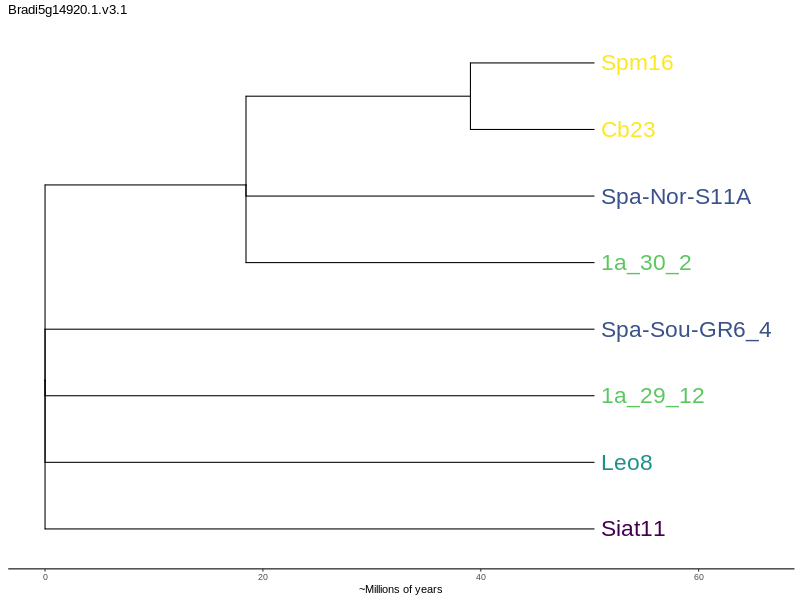 Bradi5g14920.1.v3.1
Spm16
Cb23
Spa-Nor-S11A
1a_30_2
Spa-Sou-GR6_4
1a_29_12
Leo8
Siat11
0 20 40 60
~Millions of years